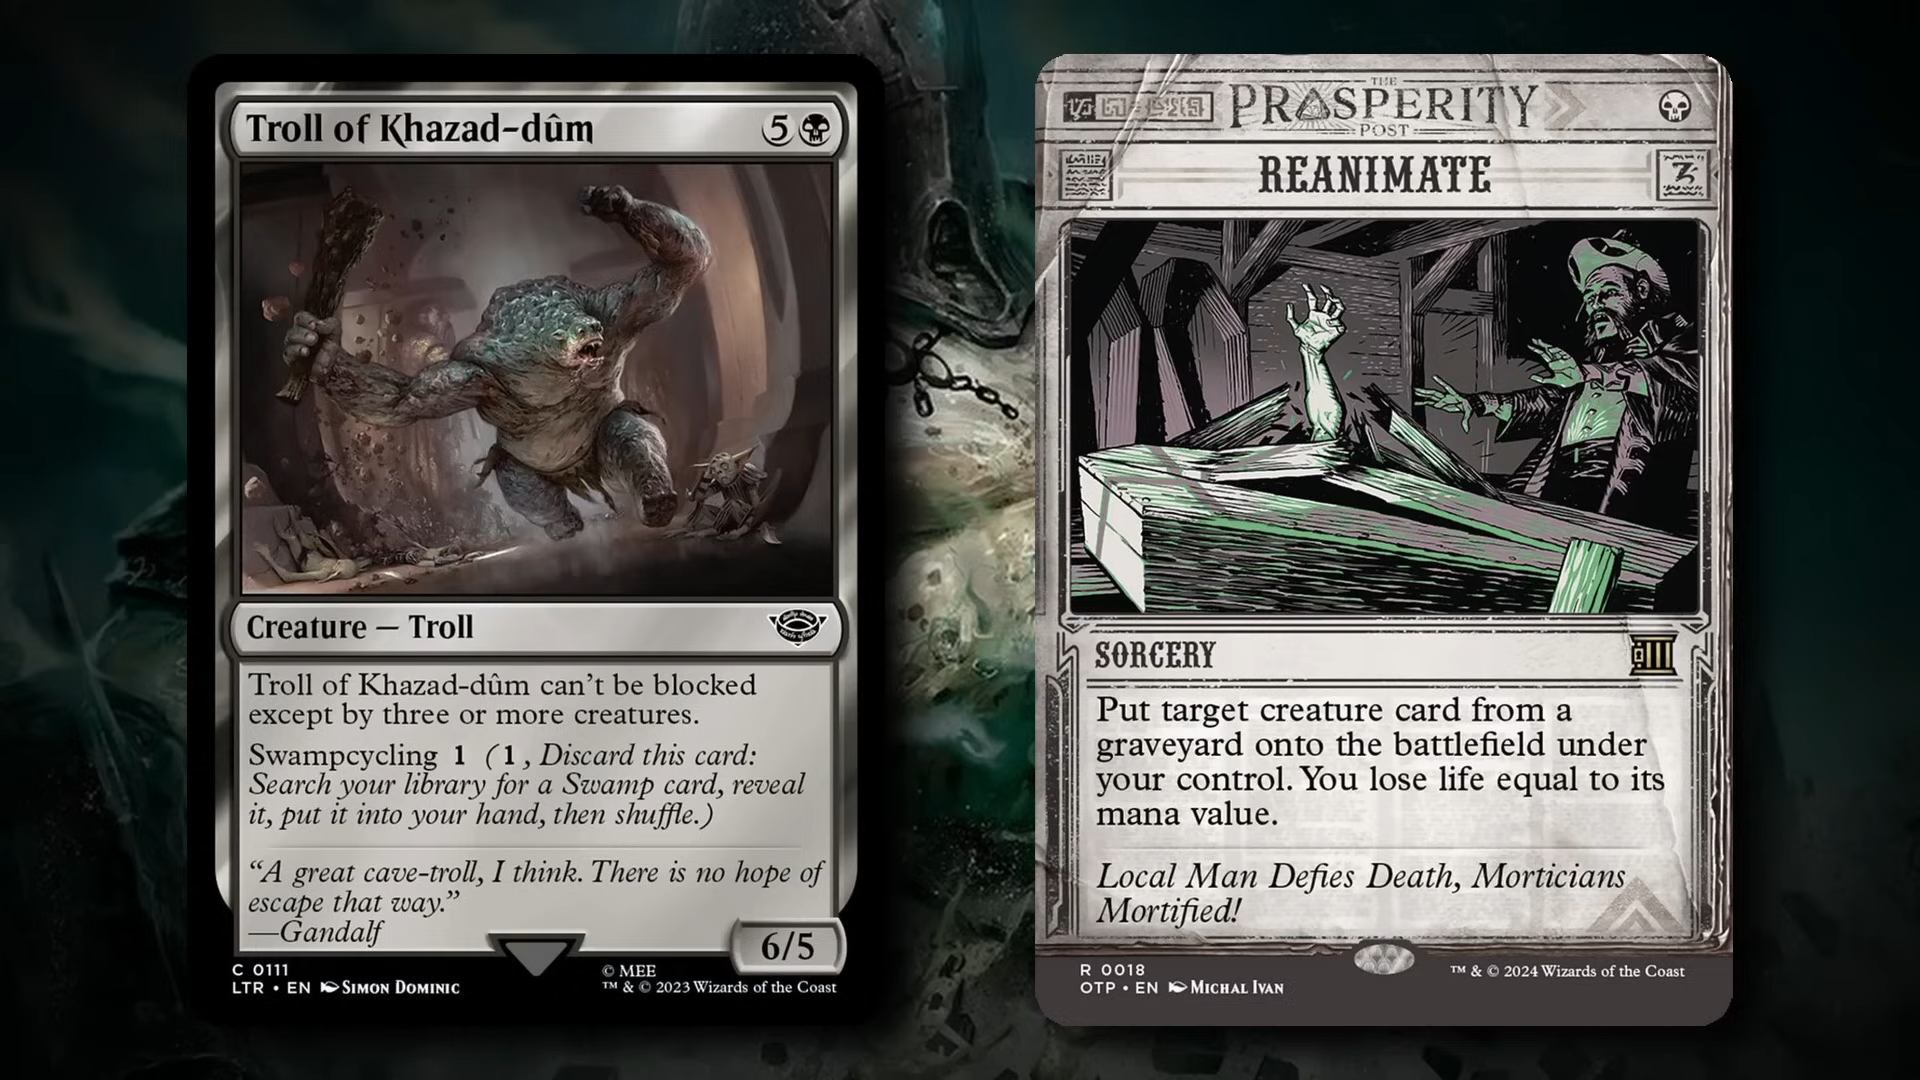 Troll of Khazad-dûm
5
Creature — Troll
Troll of Khazad-dûm can't be blocked
except by three or more creatures.
Swampcycling 1 (1, Discard this card:
Search your library for a Swamp card, reveal
it, put it into your hand, then shuffle.)
“A great cave-troll, I think. There is no hope of
escape that way.”
—Gandalf
6/5
C 0111
LTR • EN Simon Dominic
© MEE
™ & © 2023 Wizards of the Coast
THE
PROSPERITY
POST
REANIMATE
SORCERY
Put target creature card from a
graveyard onto the battlefield under
your control. You lose life equal to its
mana value.
Local Man Defies Death, Morticians
Mortified!
R 0018
OTP • EN Michal Ivan
™ & © 2024 Wizards of the Coast